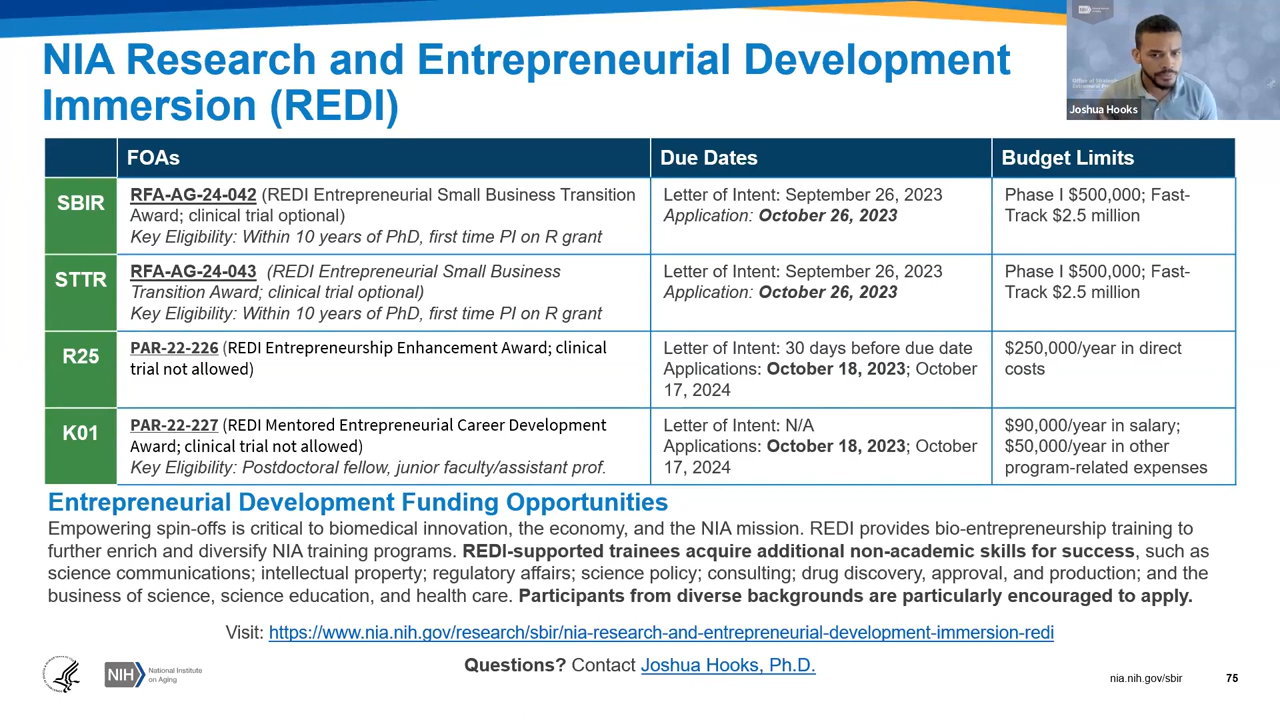 NIA Research and Entrepreneurial Development
Immersion (REDI)
NIH
Joshua Hooks
FOAs
Due Dates
Budget Limits
SBIR
RFA-AG-24-042 (REDI Entrepreneurial Small Business Transition
Award; clinical trial optional)
Key Eligibility: Within 10 years of PhD, first time PI on R grant
Letter of Intent: September 26, 2023
Application: October 26, 2023
Phase I $500,000; Fast-
Track $2.5 million
STTR
RFA-AG-24-043 (REDI Entrepreneurial Small Business
Transition Award; clinical trial optional)
Key Eligibility: Within 10 years of PhD, first time PI on R grant
Letter of Intent: September 26, 2023
Application: October 26, 2023
Phase I $500,000; Fast-
Track $2.5 million
R25
PAR-22-226 (REDI Entrepreneurship Enhancement Award; clinical
trial not allowed)
Letter of Intent: 30 days before due date
Applications: October 18, 2023; October
17, 2024
$250,000/year in direct
costs
K01
PAR-22-227 (REDI Mentored Entrepreneurial Career Development
Award; clinical trial not allowed)
Key Eligibility: Postdoctoral fellow, junior faculty/assistant prof.
Letter of Intent: N/A
Applications: October 18, 2023; October
17, 2024
$90,000/year in salary;
$50,000/year in other
program-related expenses
Entrepreneurial Development Funding Opportunities
Empowering spin-offs is critical to biomedical innovation, the economy, and the NIA mission. REDI provides bio-entrepreneurship training to
further enrich and diversify NIA training programs. REDI-supported trainees acquire additional non-academic skills for success, such as
science communications; intellectual property; regulatory affairs; science policy; consulting; drug discovery, approval, and production; and the
business of science, science education, and health care. Participants from diverse backgrounds are particularly encouraged to apply.
Visit: https://www.nia.nih.gov/research/sbir/nia-research-and-entrepreneurial-development-immersion-redi
Questions? Contact Joshua Hooks, Ph.D.
NIH
National Institute
on Aging
nia.nih.gov/sbir
75